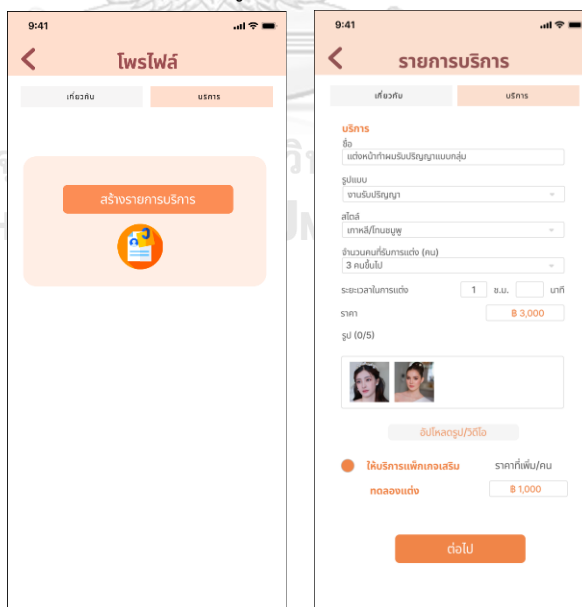 9:41
โพรไฟล์
เกี่ยวกับ
บริการ
สร้างรายการบริการ
9:41
รายการบริการ
เกี่ยวกับ
บริการ
บริการ
ชื่อ
แต่งหน้าทำผมรับปริญญาแบบกลุ่ม
รูปแบบ
งานรับปริญญา
สไตล์
เกาหลี/โทนชมพู
จำนวนคนที่รับการแต่ง (คน)
3 คนขึ้นไป
ระยะเวลาในการแต่ง 1 ช.ม. นาที
ราคา ฿ 3,000
รูป (0/5)
อัปโหลดรูป/วิดีโอ
ให้บริการแพ็กเกจเสริม ราคาที่เพิ่ม/คน
ทดลองแต่ง ฿ 1,000
ต่อไป